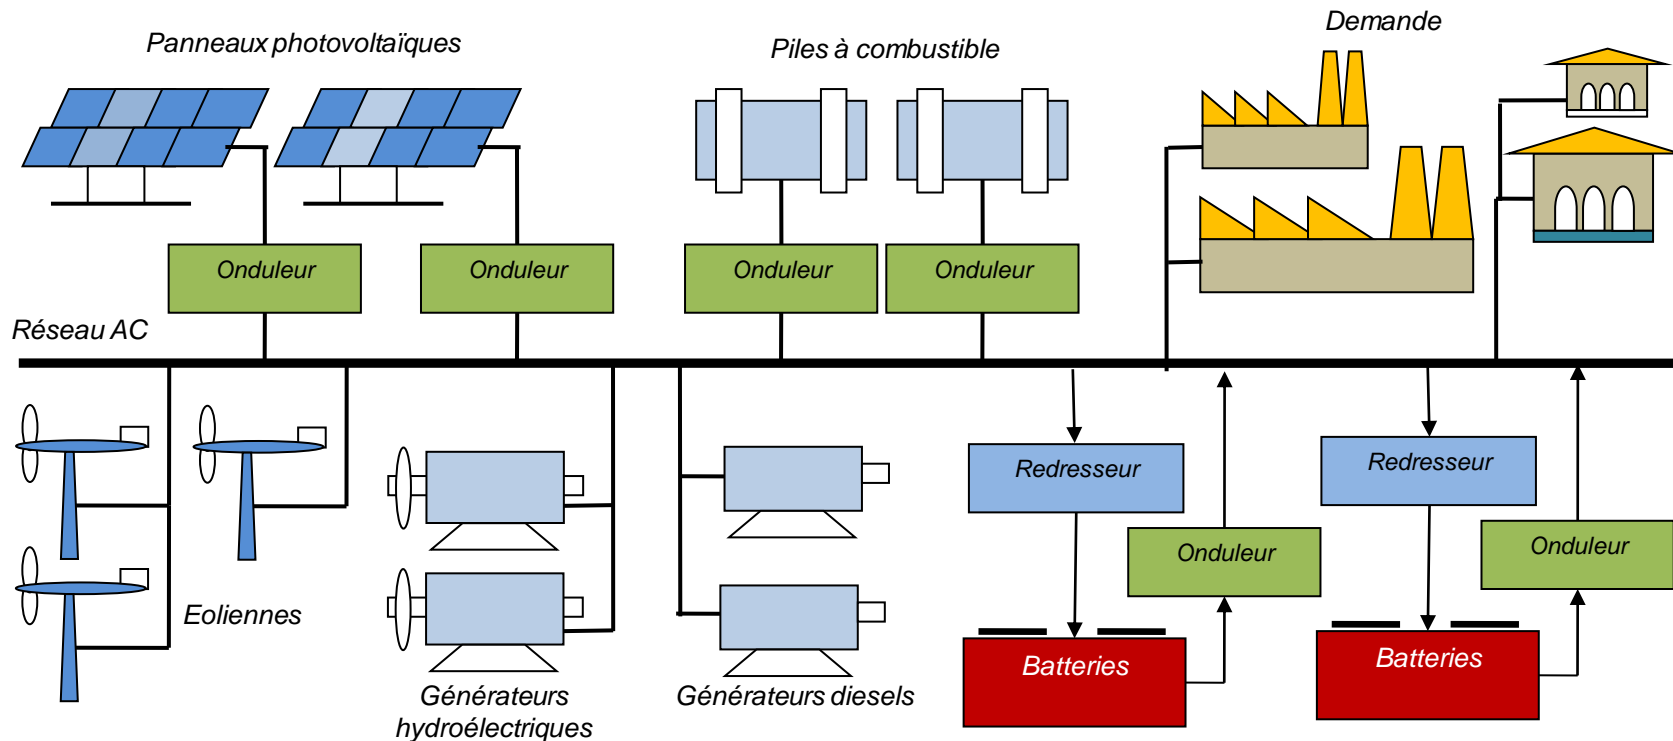 Panneaux photovoltaïques
Piles à combustible
Demande
Onduleur
Onduleur
Onduleur
Onduleur
Réseau AC
Redresseur
Redresseur
Onduleur
Onduleur
Eoliennes
Batteries
Batteries
Générateurs
hydroélectriques
Générateurs diesels